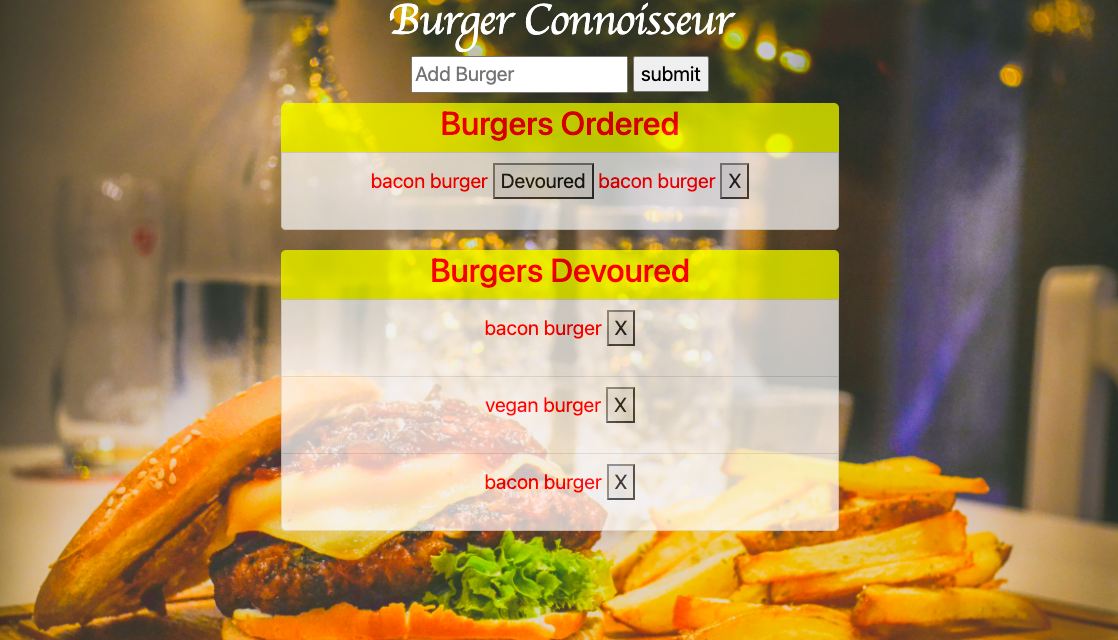 Burger Connoisseur
Add Burger submit
Burgers Ordered
bacon burger Devoured bacon burger X
Burgers Devoured
bacon burger X
vegan burger X
bacon burger X